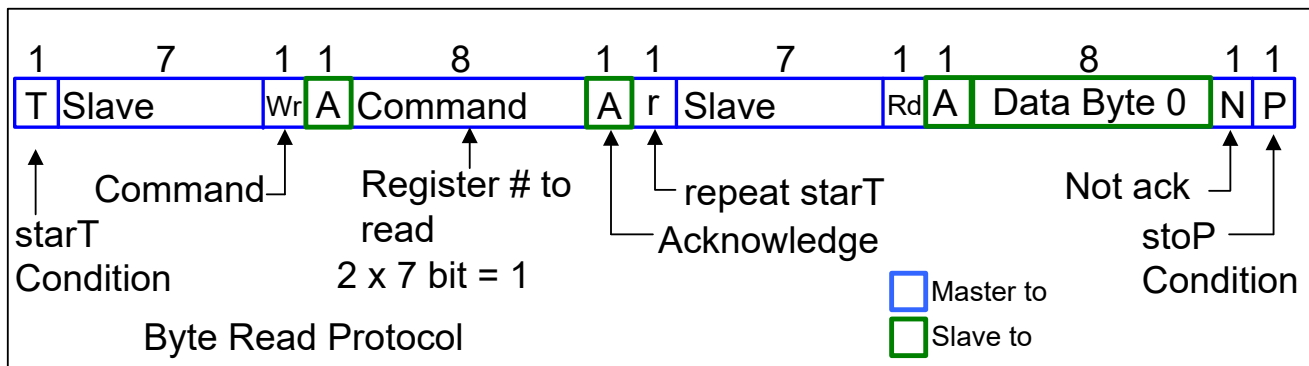 1 7 1 1 8 1 1 7 1 1 8 1 1
T Slave Wr A Command A r Slave Rd A Data Byte 0 N P
Command
Register # to
read
2 x 7 bit = 1
repeat starT
Acknowledge
Not ack
starT
Condition
stoP
Condition
Master to
Slave to
Byte Read Protocol